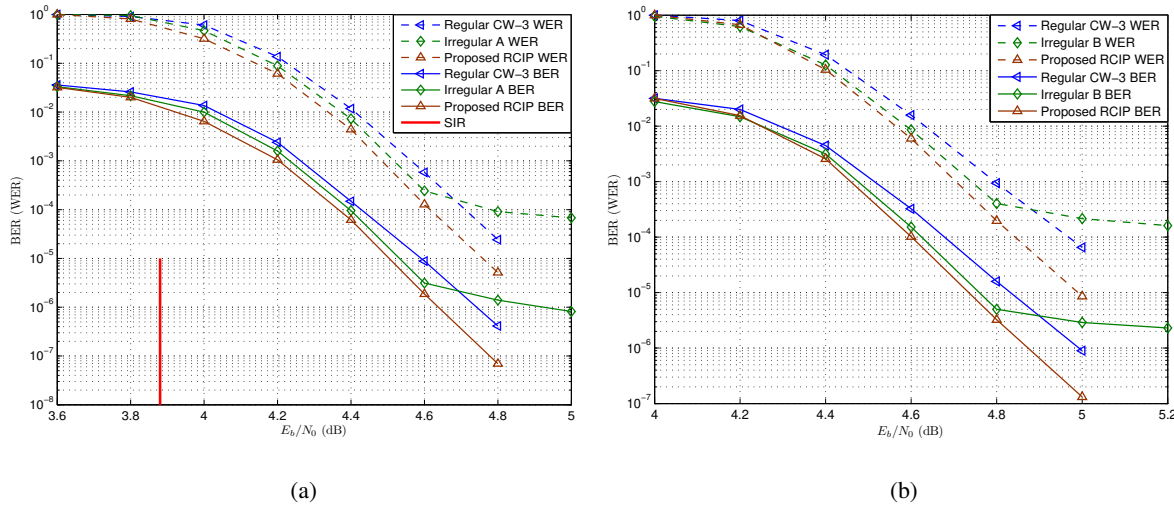 BER (WER)
10^0
10^-1
10^-2
10^-3
10^-4
10^-5
10^-6
10^-7
10^-8
3.6 3.8 4 4.2 4.4 4.6 4.8 5
E_b/N_0 (dB)
Regular CW-3 WER
Irregular A WER
Proposed RCIP WER
Regular CW-3 BER
Irregular A BER
Proposed RCIP BER
SIR
(a)
BER (WER)
10^0
10^-1
10^-2
10^-3
10^-4
10^-5
10^-6
10^-7
4 4.2 4.4 4.6 4.8 5 5.2
E_b/N_0 (dB)
Regular CW-3 WER
Irregular B WER
Proposed RCIP WER
Regular CW-3 BER
Irregular B BER
Proposed RCIP BER
(b)